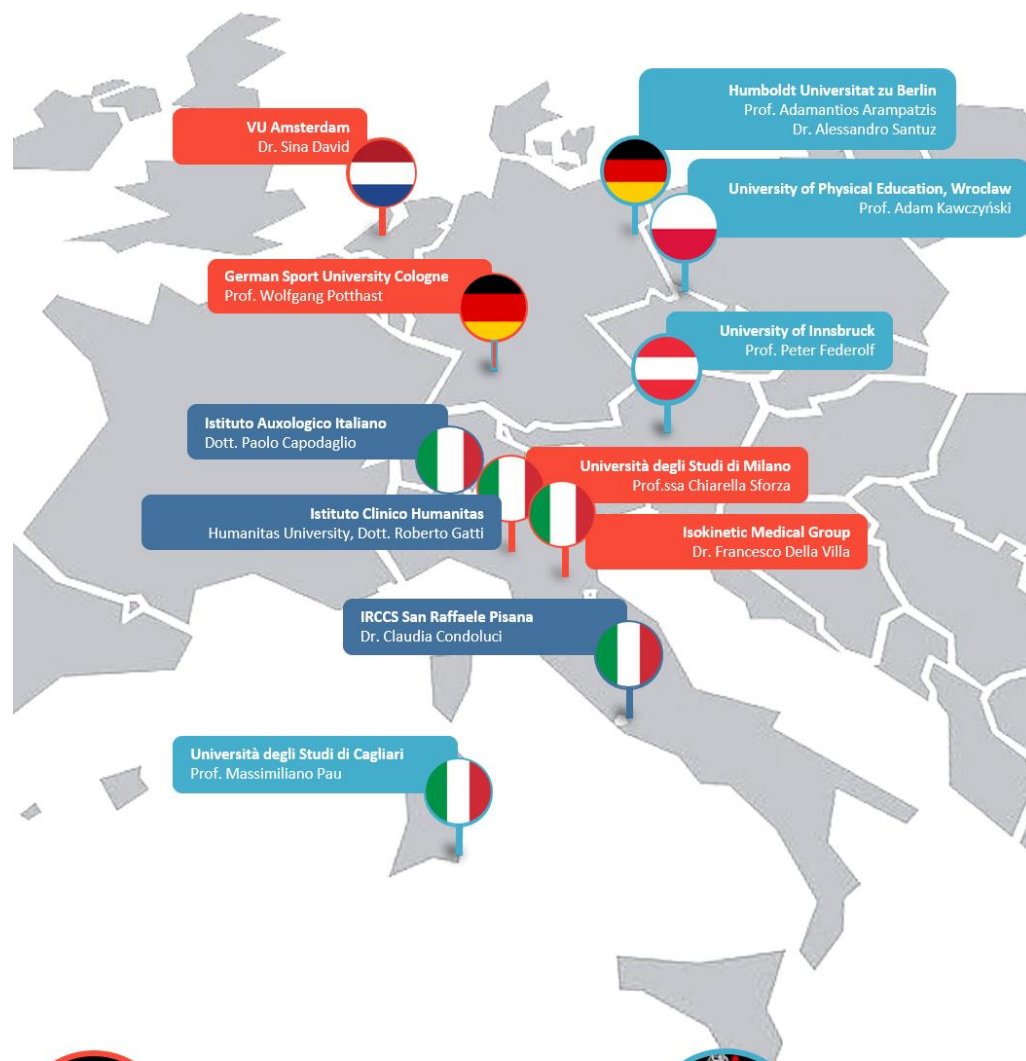 Humboldt Universitat zu Berlin
Prof. Adamantios Arampatzis
Dr. Alessandro Santuz
VU Amsterdam
Dr. Sina David
University of Physical Education, Wroclaw
Prof. Adam Kawczyński
German Sport University Cologne
Prof. Wolfgang Potthast
University of Innsbruck
Prof. Peter Federolf
Istituto Auxologico Italiano
Dott. Paolo Capodaglio
Università degli Studi di Milano
Prof.ssa Chiarella Sforza
Istituto Clinico Humanitas
Humanitas University, Dott. Roberto Gatti
Isokinetic Medical Group
Dr. Francesco Della Villa
IRCCS San Raffaele Pisana
Dr. Claudia Condoluci
Università degli Studi di Cagliari
Prof. Massimiliano Pau